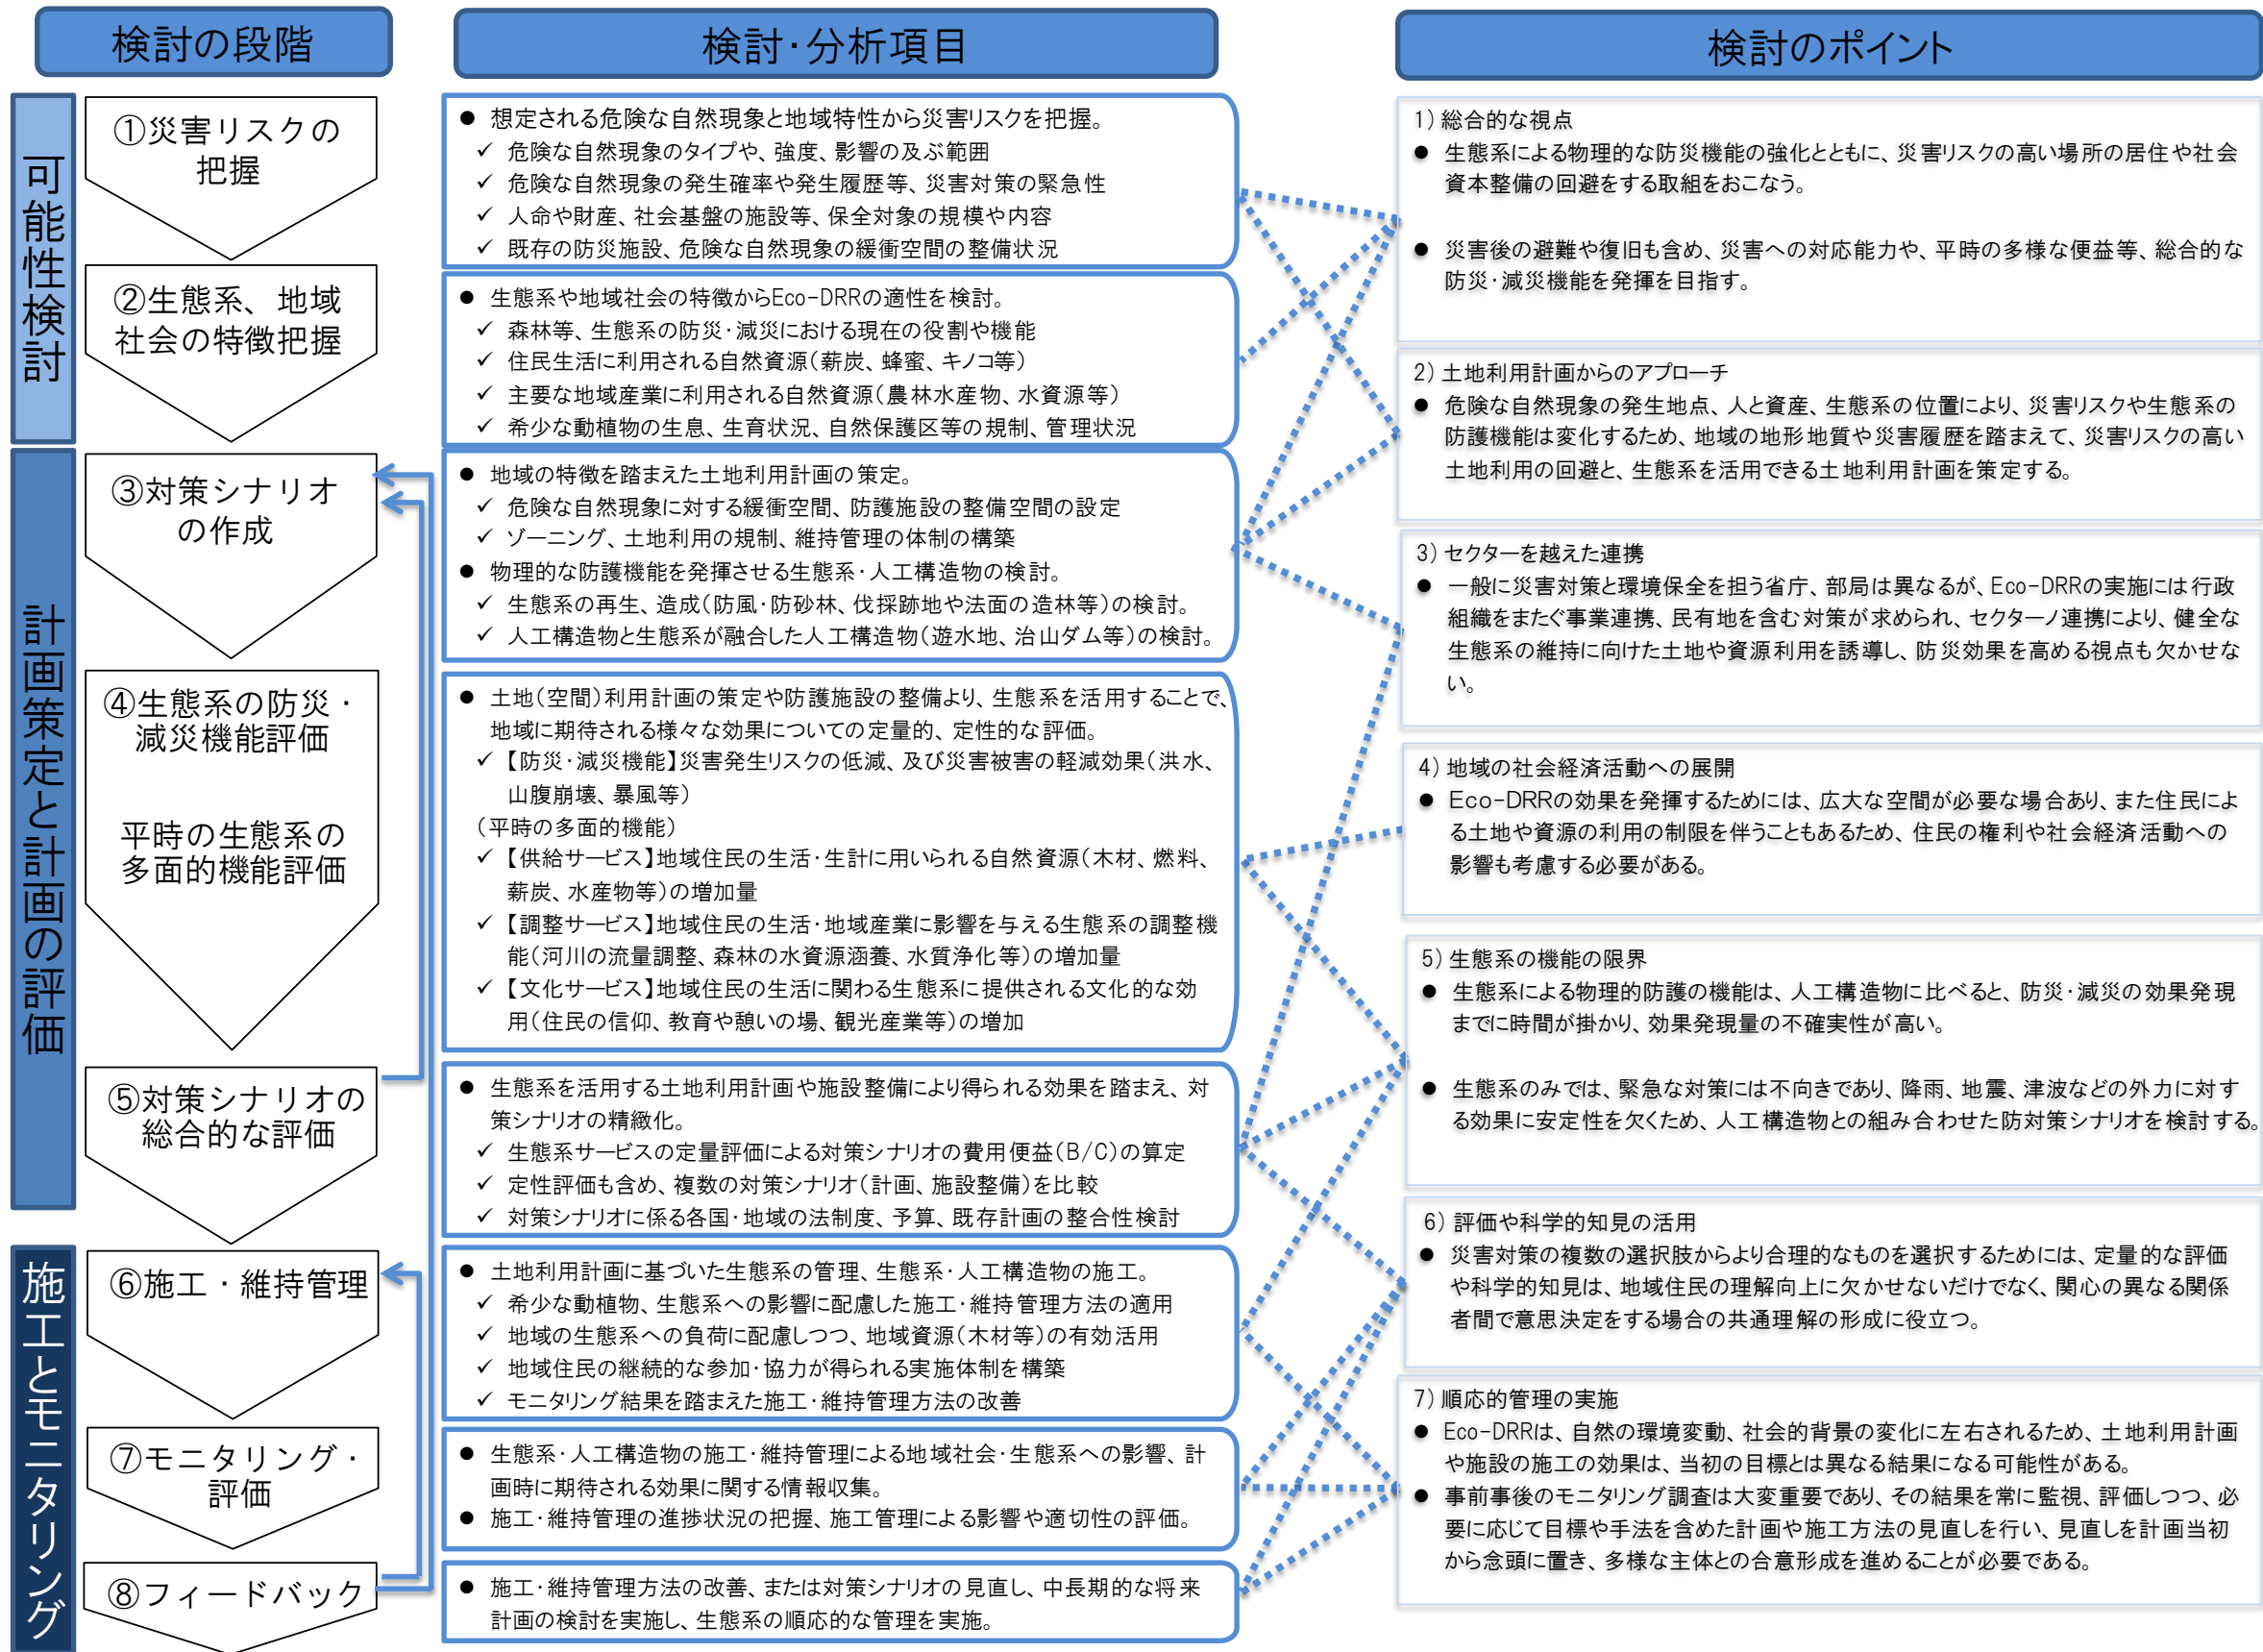 検討の段階
検討・分析項目
検討のポイント
可能性検討
①災害リスクの
把握
②生態系、地域
社会の特徴把握
計画策定と計画の評価
③対策シナリオ
の作成
④生態系の防災・
減災機能評価
平時の生態系の
多面的機能評価
⑤対策シナリオの
総合的な評価
施工とモニタリング
⑥施工・維持管理
⑦モニタリング・
評価
⑧フィードバック
● 想定される危険な自然現象と地域特性から災害リスクを把握。
✓ 危険な自然現象のタイプや、強度、影響の及ぶ範囲
✓ 危険な自然現象の発生確率や発生履歴等、災害対策の緊急性
✓ 人命や財産、社会基盤の施設等、保全対象の規模や内容
✓ 既存の防災施設、危険な自然現象の緩衝空間の整備状況
● 生態系や地域社会の特徴からEco-DRRの適性を検討。
✓ 森林等、生態系の防災・減災における現在の役割や機能
✓ 住民生活に利用される自然資源（薪炭、蜂蜜、キノコ等）
✓ 主要な地域産業に利用される自然資源（農林水産物、水資源等）
✓ 希少な動植物の生息、生育状況、自然保護区等の規制、管理状況
● 地域の特徴を踏まえた土地利用計画の策定。
✓ 危険な自然現象に対する緩衝空間、防護施設の整備空間の設定
✓ ゾーニング、土地利用の規制、維持管理の体制の構築
● 物理的な防護機能を発揮させる生態系・人工構造物の検討。
✓ 生態系の再生、造成（防風・防砂林、伐採跡地や法面の造林等）の検討。
✓ 人工構造物と生態系が融合した人工構造物（遊水地、治山ダム等）の検討。
● 土地（空間）利用計画の策定や防護施設の整備より、生態系を活用することで、
地域に期待される様々な効果についての定量的、定性的な評価。
✓ 【防災・減災機能】災害発生リスクの低減、及び災害被害の軽減効果（洪水、
山腹崩壊、暴風等）
（平時の多面的機能）
✓ 【供給サービス】地域住民の生活・生計に用いられる自然資源（木材、燃料、
薪炭、水産物等）の増加量
✓ 【調整サービス】地域住民の生活・地域産業に影響を与える生態系の調整機
能（河川の流量調整、森林の水資源涵養、水質浄化等）の増加量
✓ 【文化サービス】地域住民の生活に関わる生態系に提供される文化的な効
用（住民の信仰、教育や憩いの場、観光産業等）の増加
● 生態系を活用する土地利用計画や施設整備により得られる効果を踏まえ、対
策シナリオの精緻化。
✓ 生態系サービスの定量評価による対策シナリオの費用便益（B/C）の算定
✓ 定性評価も含め、複数の対策シナリオ（計画、施設整備）を比較
✓ 対策シナリオに係る各国・地域の法制度、予算、既存計画の整合性検討
● 土地利用計画に基づいた生態系の管理、生態系・人工構造物の施工。
✓ 希少な動植物、生態系への影響に配慮した施工・維持管理方法の適用
✓ 地域の生態系への負荷に配慮しつつ、地域資源（木材等）の有効活用
✓ 地域住民の継続的な参加・協力が得られる実施体制を構築
✓ モニタリング結果を踏まえた施工・維持管理方法の改善
● 生態系・人工構造物の施工・維持管理による地域社会・生態系への影響、計
画時に期待される効果に関する情報収集。
● 施工・維持管理の進捗状況の把握、施工管理による影響や適切性の評価。
● 施工・維持管理方法の改善、または対策シナリオの見直し、中長期的な将来
計画の検討を実施し、生態系の順応的な管理を実施。
1）総合的な視点
● 生態系による物理的な防災機能の強化とともに、災害リスクの高い場所の居住や社会
資本整備の回避をする取組をおこなう。
● 災害後の避難や復旧も含め、災害への対応能力や、平時の多様な便益等、総合的な
防災・減災機能を発揮を目指す。
2）土地利用計画からのアプローチ
● 危険な自然現象の発生地点、人と資産、生態系の位置により、災害リスクや生態系の
防護機能は変化するため、地域の地形地質や災害履歴を踏まえて、災害リスクの高い
土地利用の回避と、生態系を活用できる土地利用計画を策定する。
3）セクターを越えた連携
● 一般に災害対策と環境保全を担う省庁、部局は異なるが、Eco-DRRの実施には行政
組織をまたぐ事業連携、民有地を含む対策が求められ、セクターノ連携により、健全な
生態系の維持に向けた土地や資源利用を誘導し、防災効果を高める視点も欠かせな
い。
4）地域の社会経済活動への展開
● Eco-DRRの効果を発揮するためには、広大な空間が必要な場合あり、また住民によ
る土地や資源の利用の制限を伴うこともあるため、住民の権利や社会経済活動への
影響も考慮する必要がある。
5）生態系の機能の限界
● 生態系による物理的防護の機能は、人工構造物に比べると、防災・減災の効果発現
までに時間が掛かり、効果発現量の不確実性が高い。
● 生態系のみでは、緊急な対策には不向きであり、降雨、地震、津波などの外力に対す
る効果に安定性を欠くため、人工構造物との組み合わせた防対策シナリオを検討する。
6）評価や科学的知見の活用
● 災害対策の複数の選択肢からより合理的なものを選択するためには、定量的な評価
や科学的知見は、地域住民の理解向上に欠かせないだけでなく、関心の異なる関係
者間で意思決定をする場合の共通理解の形成に役立つ。
7）順応的管理の実施
● Eco-DRRは、自然の環境変動、社会的背景の変化に左右されるため、土地利用計画
や施設の施工の効果は、当初の目標とは異なる結果になる可能性がある。
● 事前事後のモニタリング調査は大変重要であり、その結果を常に監視、評価しつつ、必
要に応じて目標や手法を含めた計画や施工方法の見直しを行い、見直しを計画当初
から念頭に置き、多様な主体との合意形成を進めることが必要である。